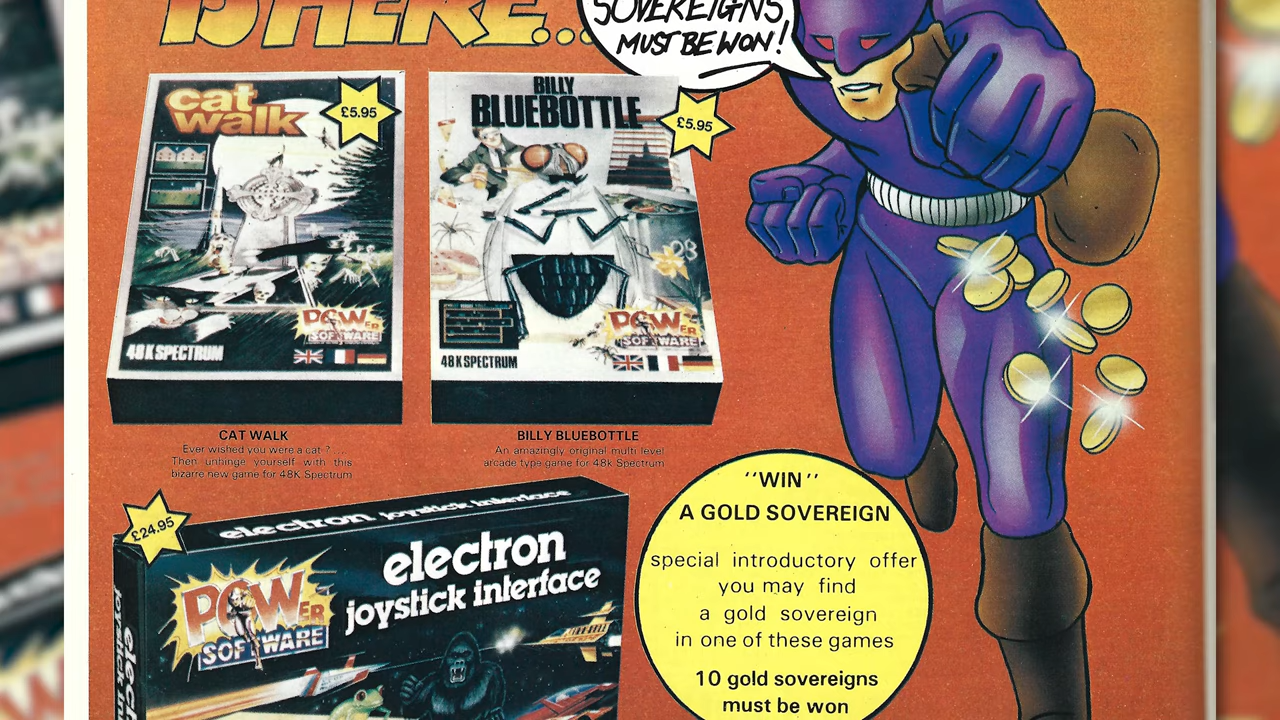 IS HERE...
SOVEREIGNS
MUST BE WON!
cat
walk
£5.95
48K SPECTRUM
POWER
SOFTWARE
BILLY
BLUEBOTTLE
£5.95
48K SPECTRUM
POWER
SOFTWARE
CAT WALK
Ever wished you were a cat?
Then unhinge yourself with this
bizarre new game for 48K Spectrum
BILLY BLUEBOTTLE
An amazingly original multi level
arcade type game for 48k Spectrum
£24.95
electron joystick interface
electron
joystick interface
POWER
SOFTWARE
"WIN"
A GOLD SOVEREIGN
special introductory offer
you may find
a gold sovereign
in one of these games
10 gold sovereigns
must be won